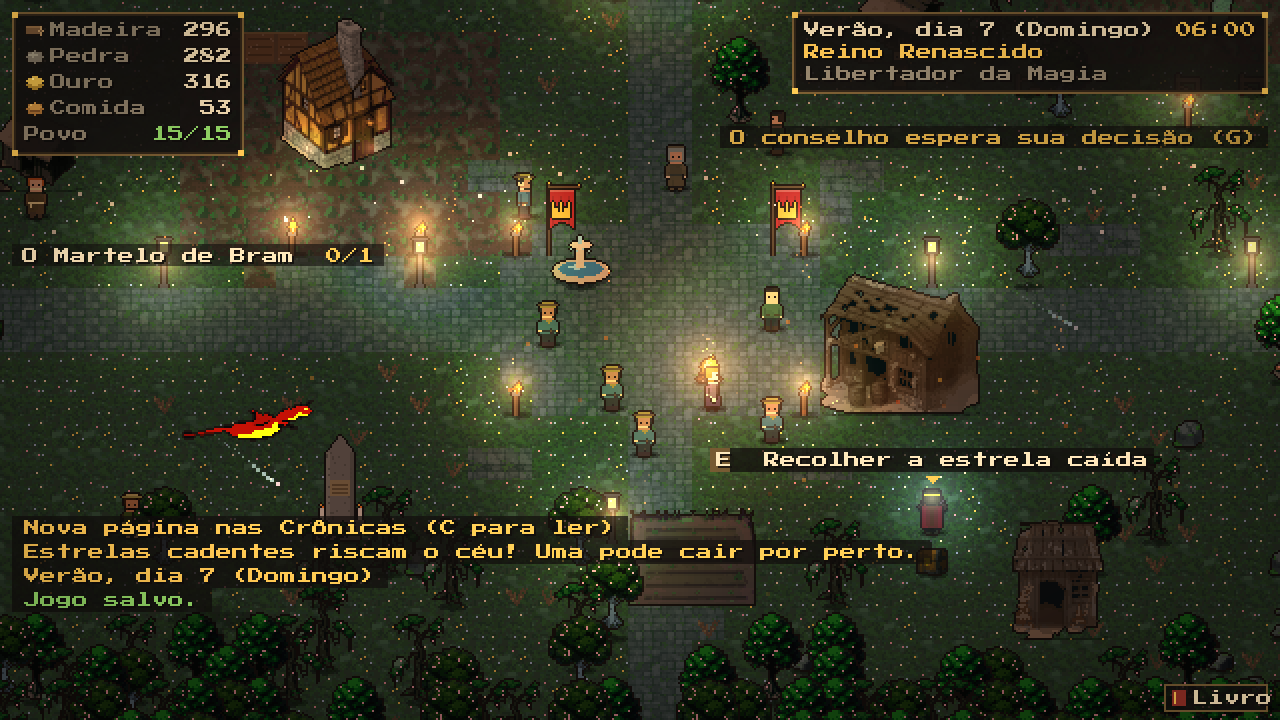 Madeira 296
Pedra 282
Ouro 316
Comida 53
Povo 15/15
Verão, dia 7 (Domingo) 06:00
Reino Renascido
Libertador da Magia
O conselho espera sua decisão (G)
O Martelo de Bram 0/1
E Recolher a estrela caída
Nova página nas Crônicas (C para ler)
Estrelas cadentes riscam o céu! Uma pode cair por perto.
Verão, dia 7 (Domingo)
Jogo salvo.
Livro